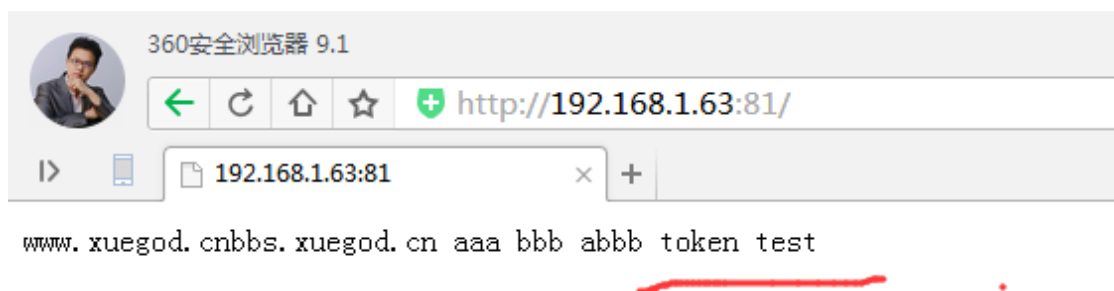 360安全浏览器 9.1
http://192.168.1.63:81/
192.168.1.63:81
www.xuegod.cnbbs.xuegod.cn aaa bbb abbb token test